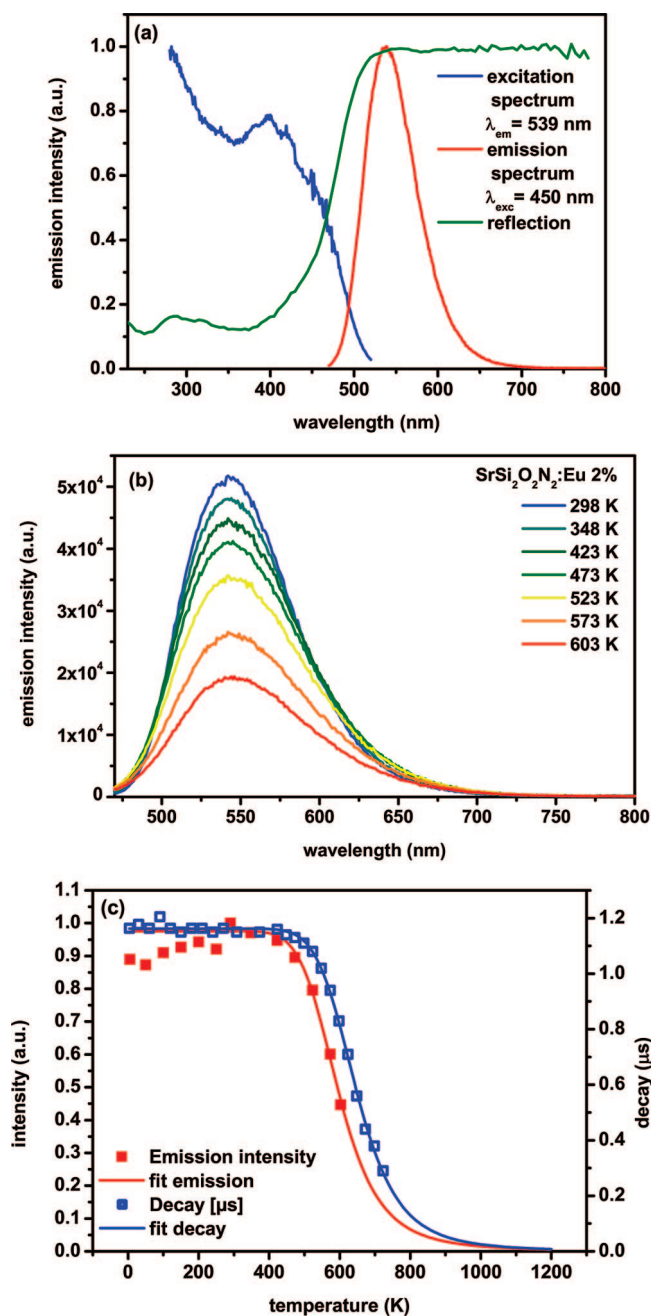 (a)
1.0
0.8
0.6
0.4
0.2
0.0
emission intensity (a.u.)
excitation
spectrum
λem= 539 nm
emission
spectrum
λexc= 450 nm
reflection
300 400 500 600 700 800
wavelength (nm)
(b)
SrSi2O2N2:Eu 2%
5x10^4
4x10^4
3x10^4
2x10^4
1x10^4
0
emission intensity (a.u.)
298 K
348 K
423 K
473 K
523 K
573 K
603 K
500 550 600 650 700 750 800
wavelength (nm)
(c)
1.1
1.0
0.9
0.8
0.7
0.6
0.5
0.4
0.3
0.2
0.1
0.0
intensity (a.u.)
Emission intensity
fit emission
Decay [µs]
fit decay
1.2
1.0
0.8
0.6
0.4
0.2
0.0
decay (µs)
0 200 400 600 800 1000 1200
temperature (K)